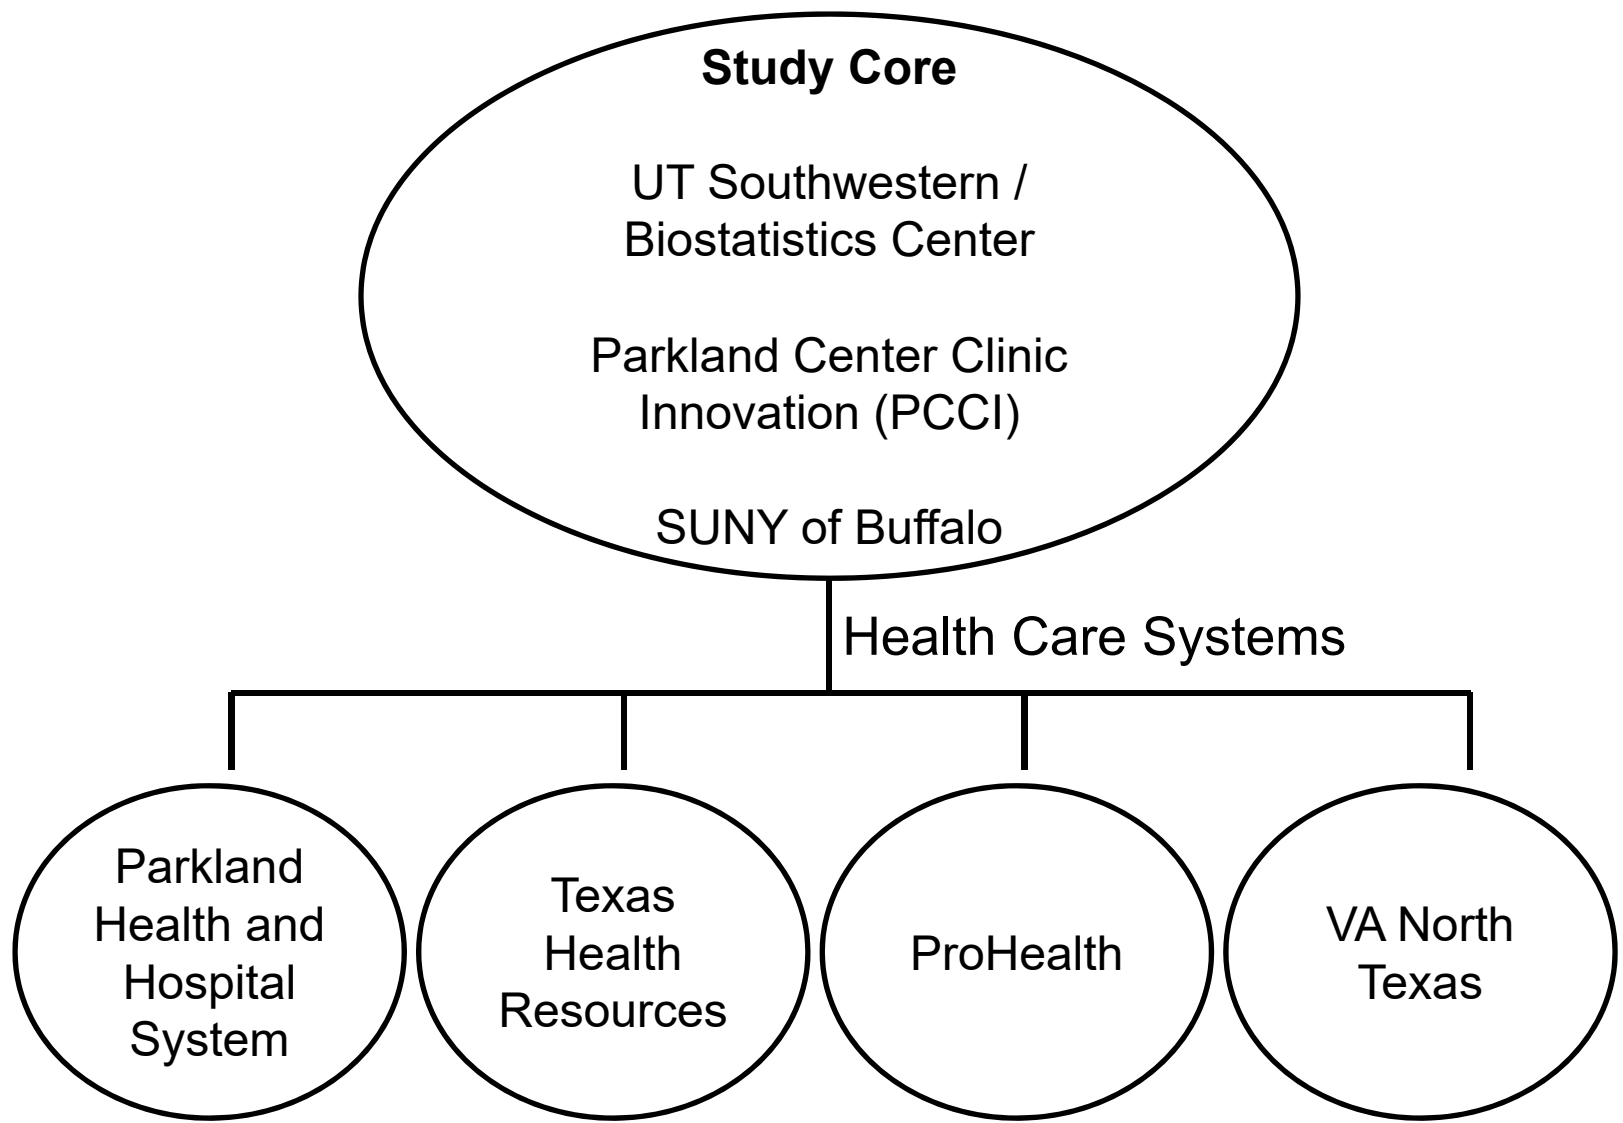 Study Core
UT Southwestern /
Biostatistics Center
Parkland Center Clinic
Innovation (PCCI)
SUNY of Buffalo
Health Care Systems
Parkland
Health and
Hospital
System
Texas
Health
Resources
ProHealth
VA North
Texas